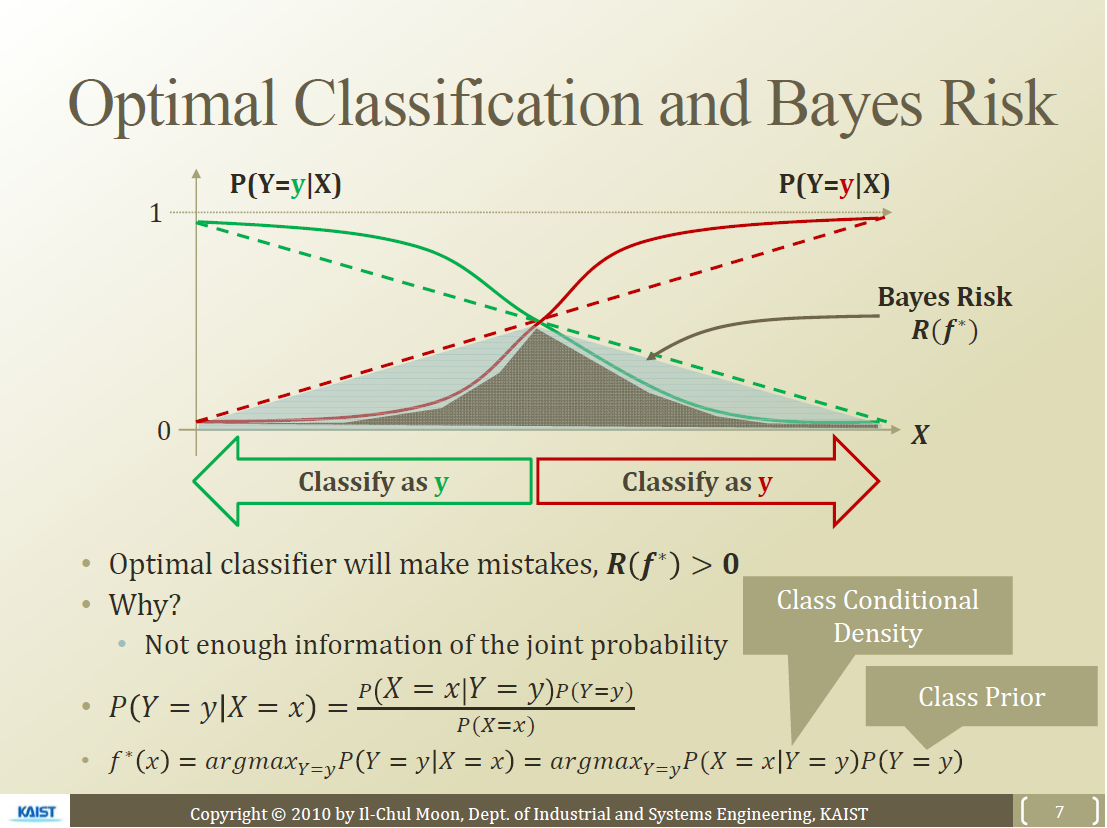 Optimal Classification and Bayes Risk
P(Y=y|X)
P(Y=y|X)
1
Bayes Risk
R(f*)
0
X
Classify as y
Classify as y
• Optimal classifier will make mistakes, R(f*) > 0
• Why?
• Not enough information of the joint probability
Class Conditional
Density
Class Prior
• P(Y = y|X = x) = P(X = x|Y = y)P(Y=y) / P(X=x)
• f*(x) = argmax_{Y=y}P(Y = y|X = x) = argmax_{Y=y}P(X = x|Y = y)P(Y = y)
KAIST
Copyright © 2010 by Il-Chul Moon, Dept. of Industrial and Systems Engineering, KAIST
7